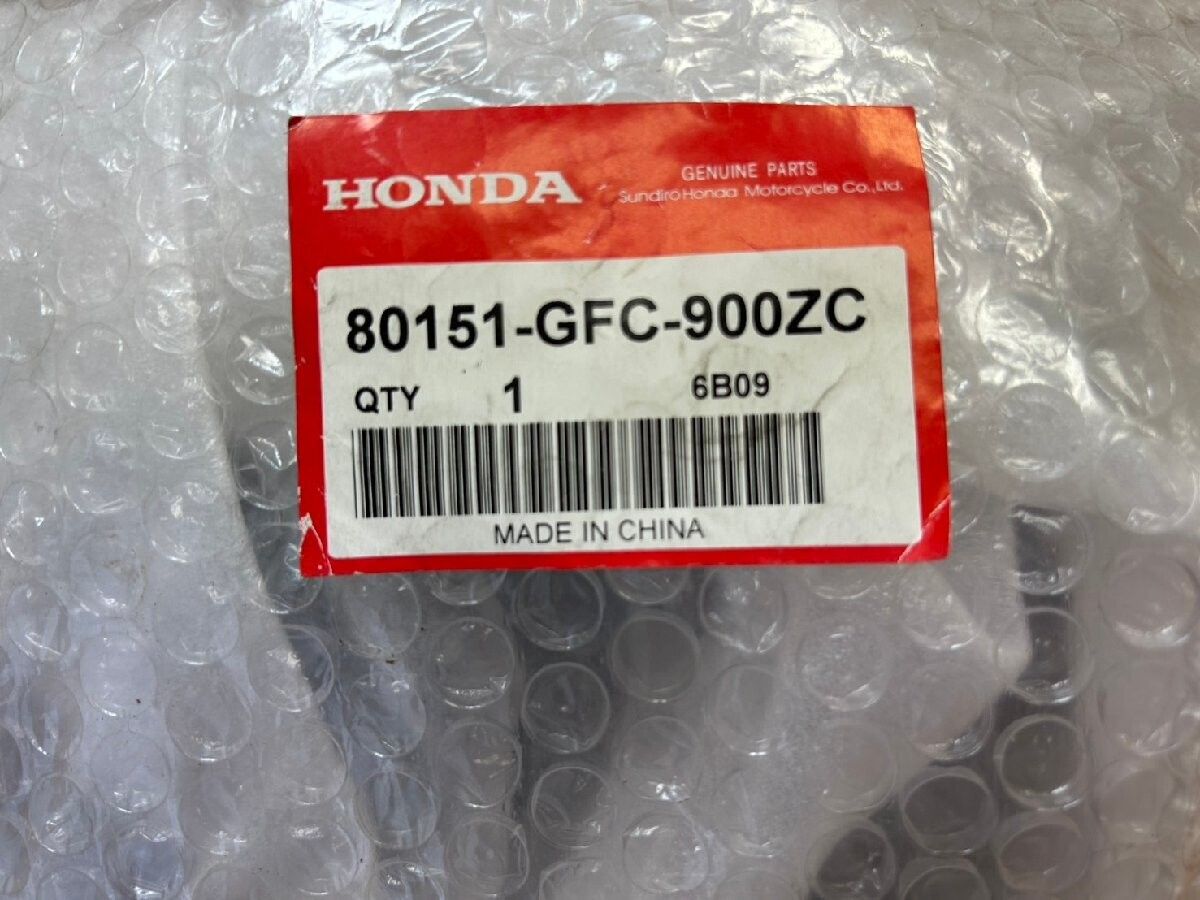 HONDA
GENUINE PARTS
Sundiro Honda Motorcycle Co.,Ltd.
80151-GFC-900ZC
QTY 1 6B09
MADE IN CHINA